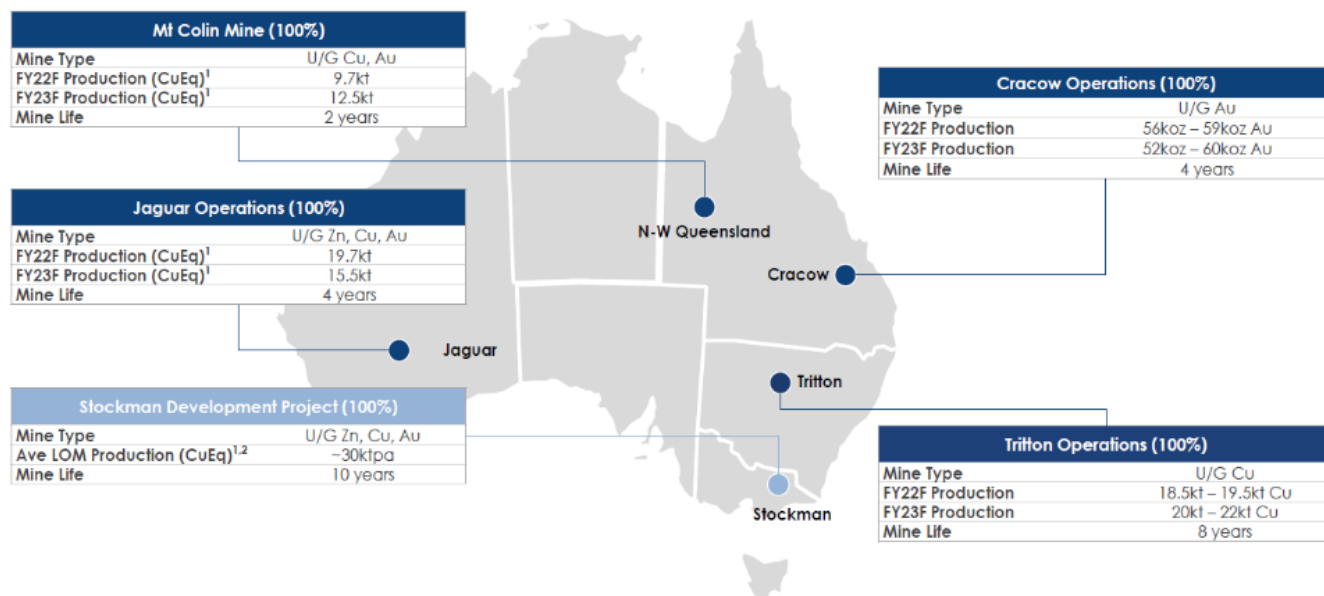 Mt Colin Mine (100%)
Mine Type U/G Cu, Au
FY22F Production (CuEq)¹ 9.7kt
FY23F Production (CuEq)¹ 12.5kt
Mine Life 2 years
Cracow Operations (100%)
Mine Type U/G Au
FY22F Production 56koz – 59koz Au
FY23F Production 52koz – 60koz Au
Mine Life 4 years
Jaguar Operations (100%)
Mine Type U/G Zn, Cu, Au
FY22F Production (CuEq)¹ 19.7kt
FY23F Production (CuEq)¹ 15.5kt
Mine Life 4 years
N-W Queensland
Cracow
Jaguar
Tritton
Stockman Development Project (100%)
Mine Type U/G Zn, Cu, Au
Ave LOM Production (CuEq)¹,² ~30ktpa
Mine Life 10 years
Stockman
Tritton Operations (100%)
Mine Type U/G Cu
FY22F Production 18.5kt – 19.5kt Cu
FY23F Production 20kt – 22kt Cu
Mine Life 8 years